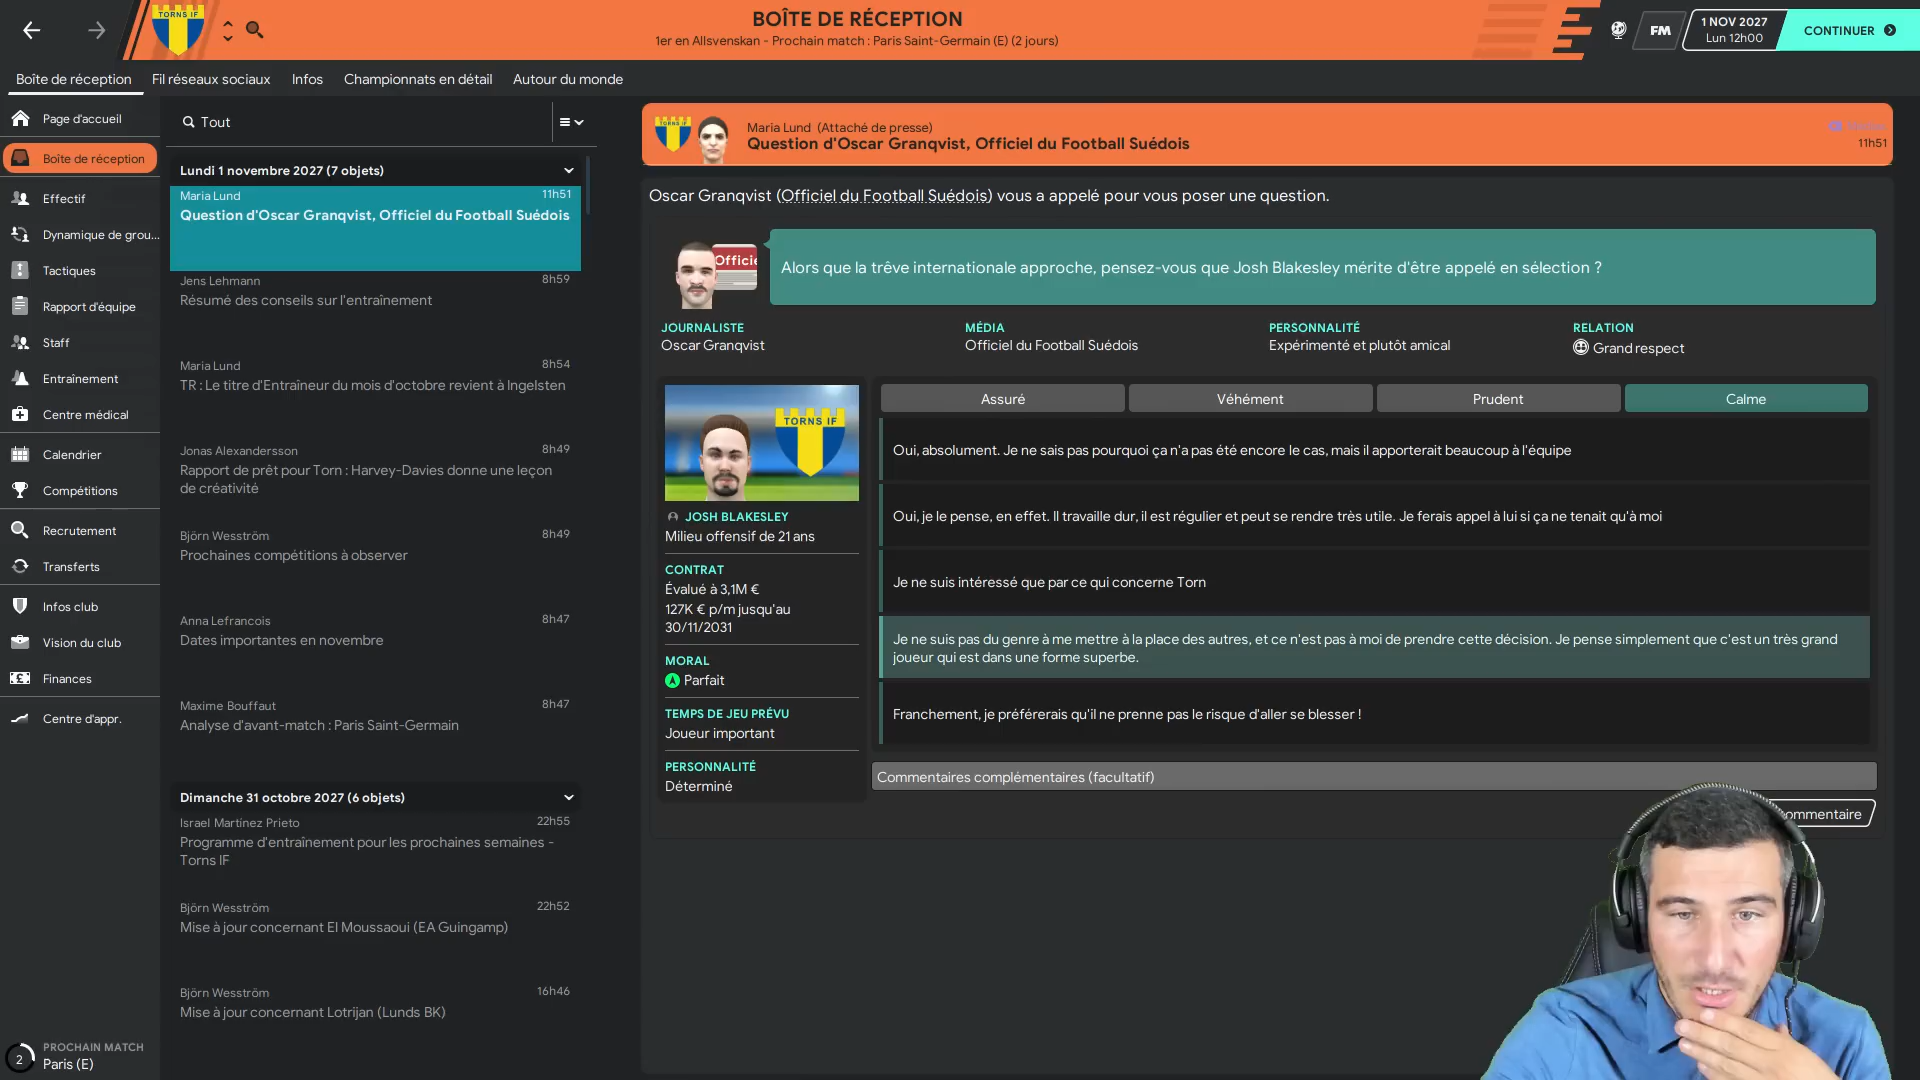 TORNS IF
BOÎTE DE RÉCEPTION
1er en Allsvenskan - Prochain match : Paris Saint-Germain (E) (2 jours)
FM
1 NOV 2027
Lun 12h00
CONTINUER
Boîte de réception
Fil réseaux sociaux
Infos
Championnats en détail
Autour du monde
Page d'accueil
Boîte de réception
Effectif
Dynamique de grou...
Tactiques
Rapport d'équipe
Staff
Entraînement
Centre médical
Calendrier
Compétitions
Recrutement
Transferts
Infos club
Vision du club
Finances
Centre d'appr.
2
PROCHAIN MATCH
Paris (E)
Tout
Lundi 1 novembre 2027 (7 objets)
Maria Lund 11h51
Question d'Oscar Granqvist, Officiel du Football Suédois
Jens Lehmann 8h59
Résumé des conseils sur l'entraînement
Maria Lund 8h54
TR : Le titre d'Entraîneur du mois d'octobre revient à Ingelsten
Jonas Alexandersson 8h49
Rapport de prêt pour Torn : Harvey-Davies donne une leçon
de créativité
Björn Wesström 8h49
Prochaines compétitions à observer
Anna Lefrancois 8h47
Dates importantes en novembre
Maxime Bouffaut 8h47
Analyse d'avant-match : Paris Saint-Germain
Dimanche 31 octobre 2027 (6 objets)
Israel Martínez Prieto 22h55
Programme d'entraînement pour les prochaines semaines -
Torns IF
Björn Wesström 22h52
Mise à jour concernant El Moussaoui (EA Guingamp)
Björn Wesström 16h46
Mise à jour concernant Lotrijan (Lunds BK)
TORNS IF
Maria Lund (Attaché de presse)
Question d'Oscar Granqvist, Officiel du Football Suédois
11h51
Oscar Granqvist (Officiel du Football Suédois) vous a appelé pour vous poser une question.
Officie
Alors que la trêve internationale approche, pensez-vous que Josh Blakesley mérite d'être appelé en sélection ?
JOURNALISTE
Oscar Granqvist
MÉDIA
Officiel du Football Suédois
PERSONNALITÉ
Expérimenté et plutôt amical
RELATION
Grand respect
TORNS IF
JOSH BLAKESLEY
Milieu offensif de 21 ans
CONTRAT
Évalué à 3,1M €
127K € p/m jusqu'au
30/11/2031
MORAL
Parfait
TEMPS DE JEU PRÉVU
Joueur important
PERSONNALITÉ
Déterminé
Assuré
Véhément
Prudent
Calme
Oui, absolument. Je ne sais pas pourquoi ça n'a pas été encore le cas, mais il apporterait beaucoup à l'équipe
Oui, je le pense, en effet. Il travaille dur, il est régulier et peut se rendre très utile. Je ferais appel à lui si ça ne tenait qu'à moi
Je ne suis intéressé que par ce qui concerne Torn
Je ne suis pas du genre à me mettre à la place des autres, et ce n'est pas à moi de prendre cette décision. Je pense simplement que c'est un très grand
joueur qui est dans une forme superbe.
Franchement, je préférerais qu'il ne prenne pas le risque d'aller se blesser !
Commentaires complémentaires (facultatif)
ommentaire